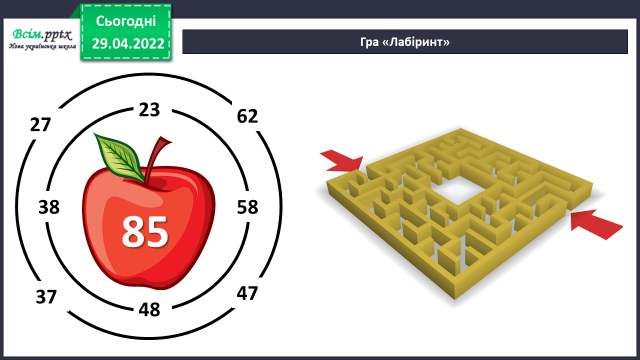 Всім.pptx
Нова українська школа
Сьогодні
29.04.2022
Гра «Лабіринт»
23
62
27
38
85
58
37
47
48